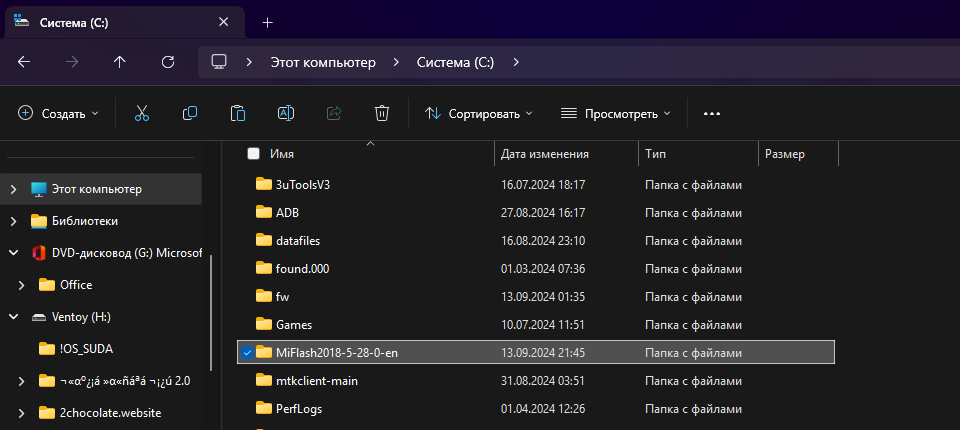 Система (C:)
Этот компьютер > Система (C:) >
Создать
Сортировать
Просмотреть
Имя Дата изменения Тип Размер
Этот компьютер
Библиотеки
DVD-дисковод (G:) Microsof
Office
Ventoy (H:)
!OS_SUDA
2chocolate.website
3uToolsV3 16.07.2024 18:17 Папка с файлами
ADB 27.08.2024 16:17 Папка с файлами
datafiles 16.08.2024 23:10 Папка с файлами
found.000 01.03.2024 07:36 Папка с файлами
fw 13.09.2024 01:35 Папка с файлами
Games 10.07.2024 11:51 Папка с файлами
MiFlash2018-5-28-0-en 13.09.2024 21:45 Папка с файлами
mtkclient-main 31.08.2024 03:51 Папка с файлами
PerfLogs 01.04.2024 12:26 Папка с файлами